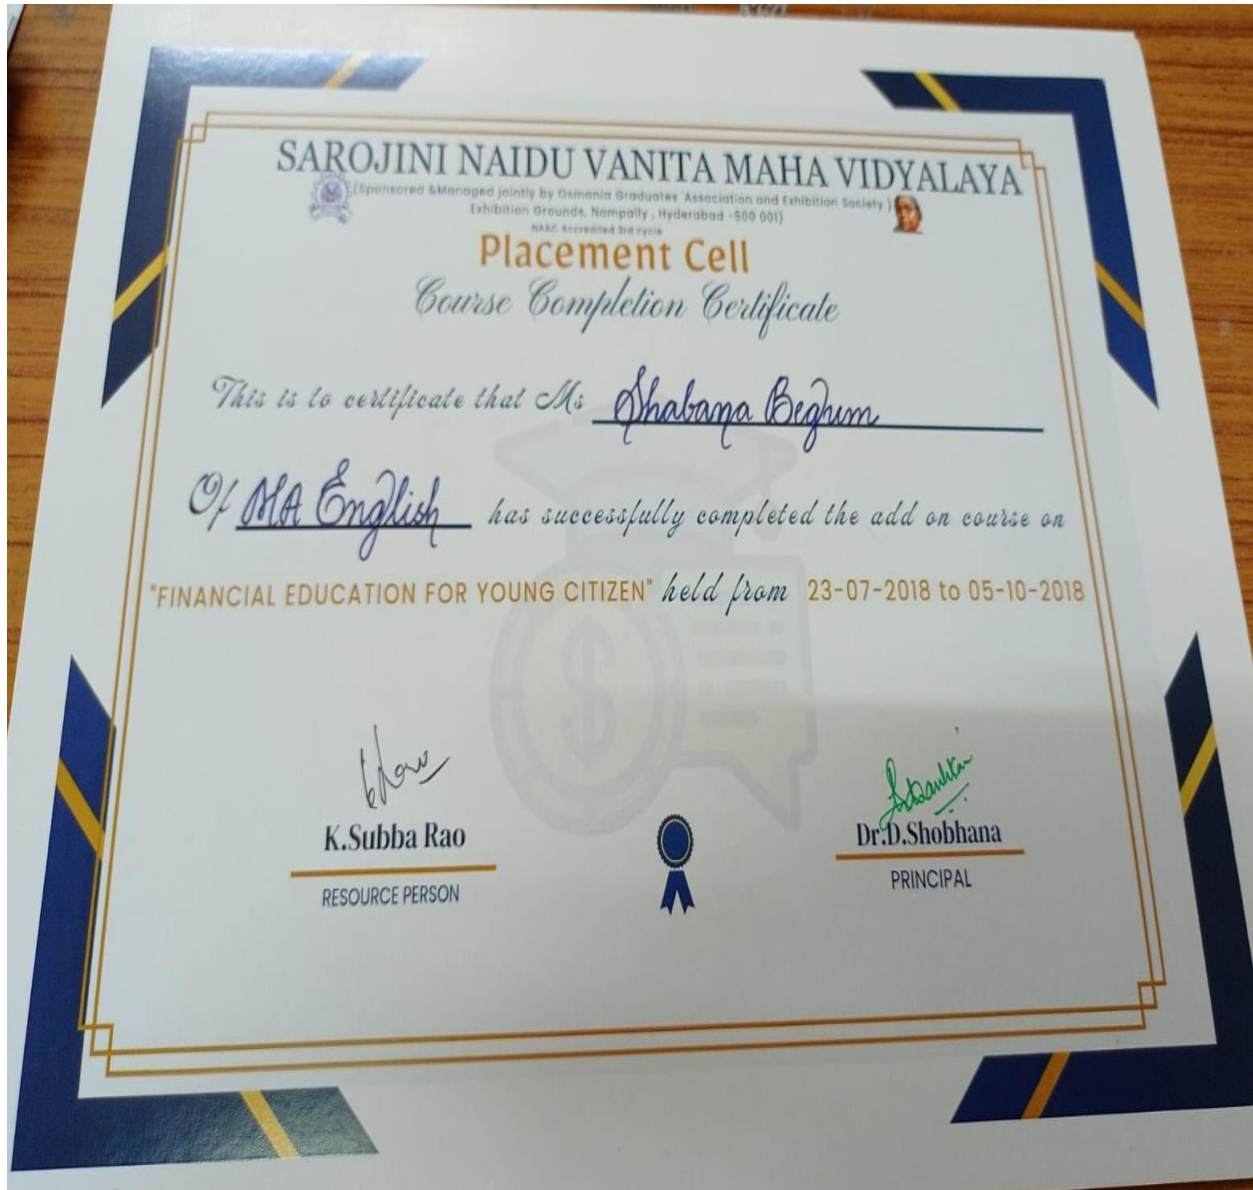 SAROJINI NAIDU VANITA MAHA VIDYALAYA
(Sponsored &Managed jointly by Osmania Graduates Association and Exhibition Society )
Exhibition Grounds, Nampally , Hyderabad -500 001)
NAAC Accredited 3rd cycle
Placement Cell
Course Completion Certificate
This is to certificate that Ms Shabana Begum
Of MA English has successfully completed the add on course on
"FINANCIAL EDUCATION FOR YOUNG CITIZEN" held from 23-07-2018 to 05-10-2018
K.Subba Rao
RESOURCE PERSON
Dr.D.Shobhana
PRINCIPAL